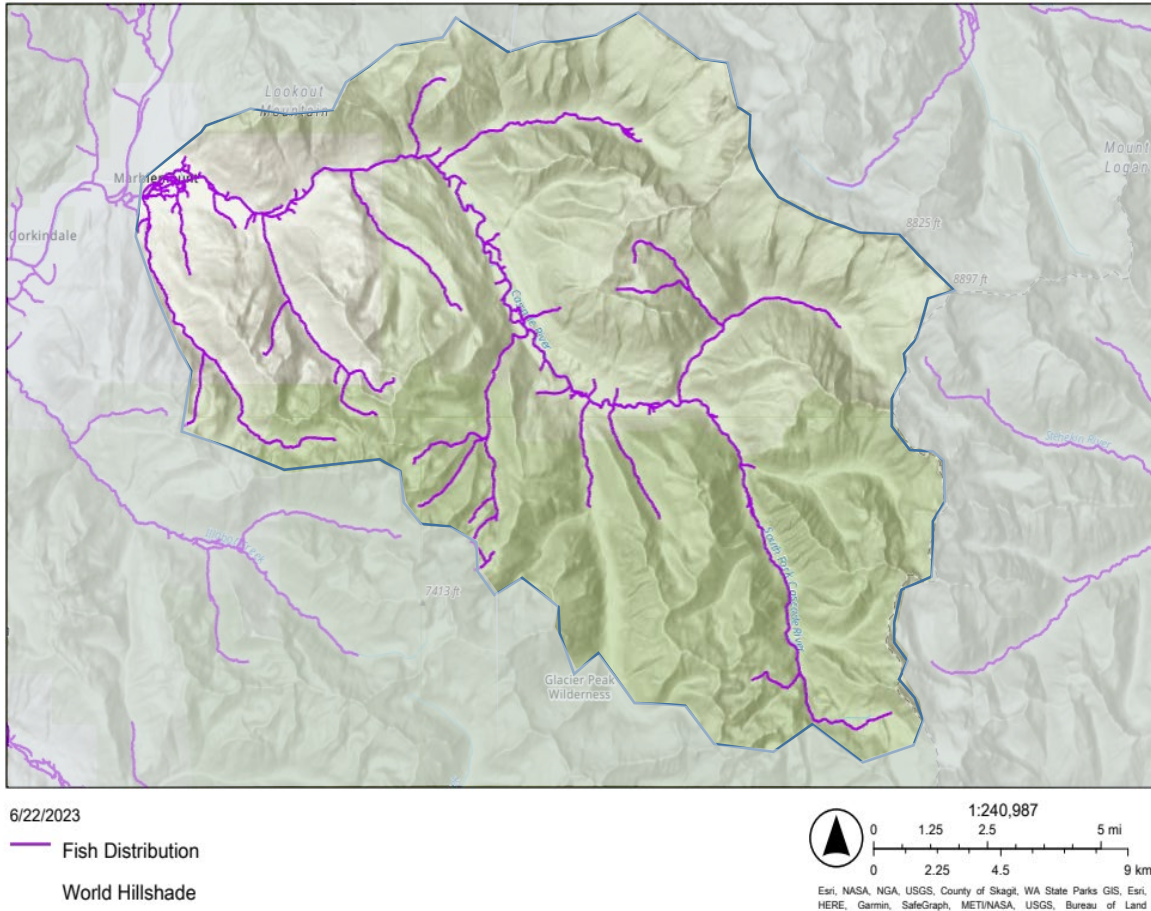 Lookout
Mountain
Mount
Logan
Marblemount
Corkindale
8825 ft
8897 ft
Cascade River
Stehekin River
South Fork Cascade River
7413 ft
Glacier Peak
Wilderness
6/22/2023
Fish Distribution
World Hillshade
1:240,987
0 1.25 2.5 5 mi
0 2.25 4.5 9 km
Esri, NASA, NGA, USGS, County of Skagit, WA State Parks GIS, Esri,
HERE, Garmin, SafeGraph, METI/NASA, USGS, Bureau of Land